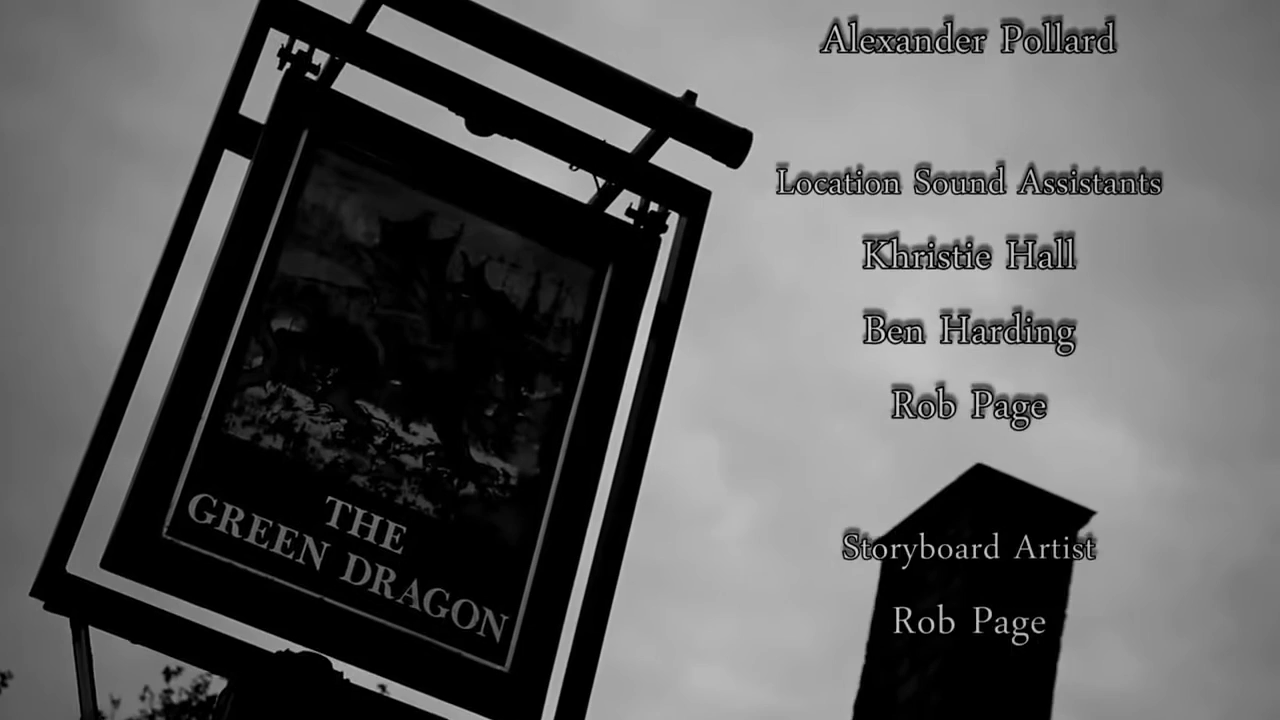 THE
GREEN DRAGON
Alexander Pollard
Location Sound Assistants
Khristie Hall
Ben Harding
Rob Page
Storyboard Artist
Rob Page